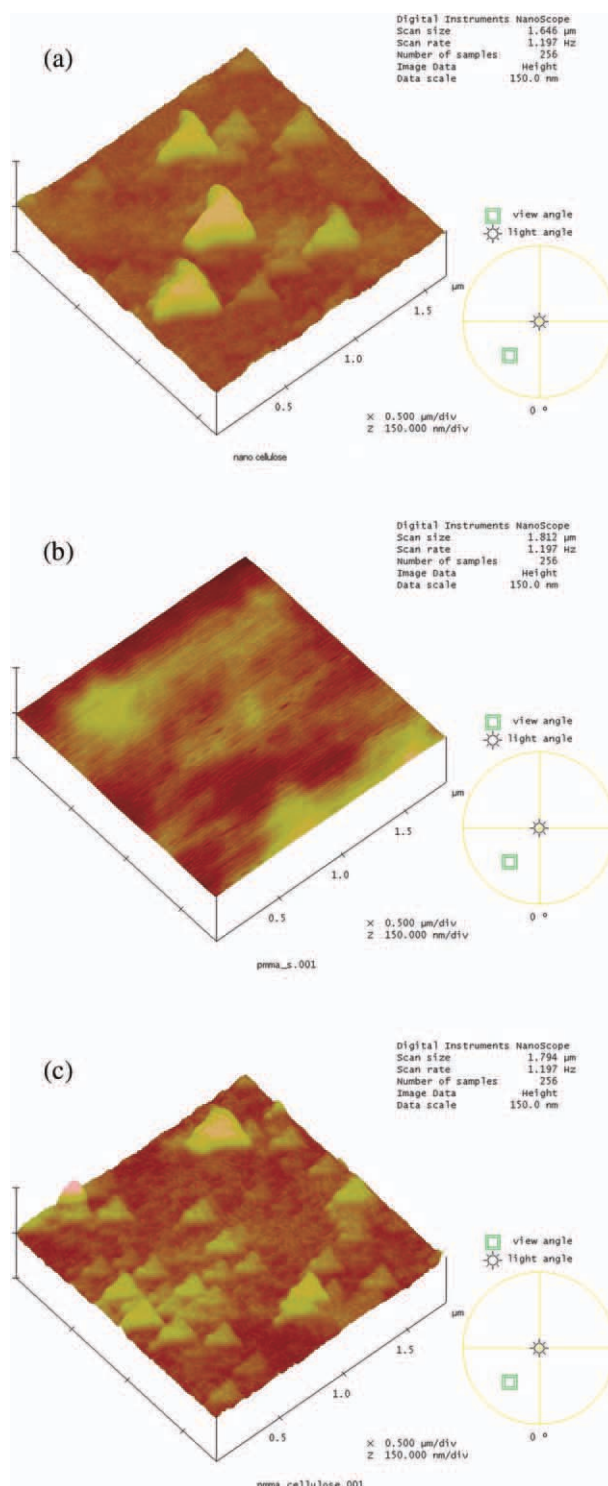 (a)
Digital Instruments NanoScope
Scan size 1.646 µm
Scan rate 1.197 Hz
Number of samples 256
Image Data Height
Data scale 150.0 nm
view angle
light angle
µm
1.5
1.0
0.5
0 º
X 0.500 µm/div
Z 150.000 nm/div
nano cellulose
(b)
Digital Instruments NanoScope
Scan size 1.812 µm
Scan rate 1.197 Hz
Number of samples 256
Image Data Height
Data scale 150.0 nm
view angle
light angle
µm
1.5
1.0
0.5
0 º
X 0.500 µm/div
Z 150.000 nm/div
pmma_s.001
(c)
Digital Instruments NanoScope
Scan size 1.794 µm
Scan rate 1.197 Hz
Number of samples 256
Image Data Height
Data scale 150.0 nm
view angle
light angle
µm
1.5
1.0
0.5
0 º
X 0.500 µm/div
Z 150.000 nm/div
pmma_cellulose.001